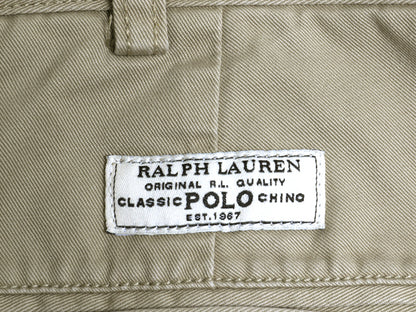 RALPH LAUREN
ORIGINAL R.L. QUALITY
CLASSIC POLO CHINO
EST. 1967